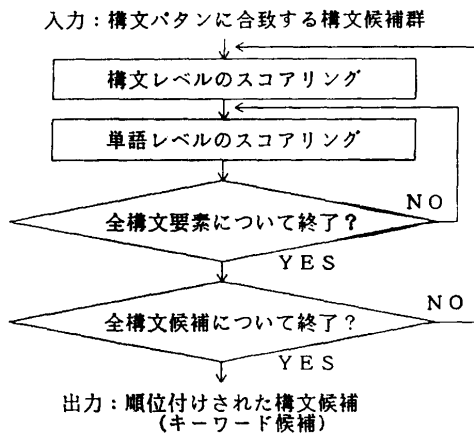 入力：構文パタンに合致する構文候補群
構文レベルのスコアリング
単語レベルのスコアリング
全構文要素について終了？
NO
YES
全構文候補について終了？
NO
YES
出力：順位付けされた構文候補
(キーワード候補)